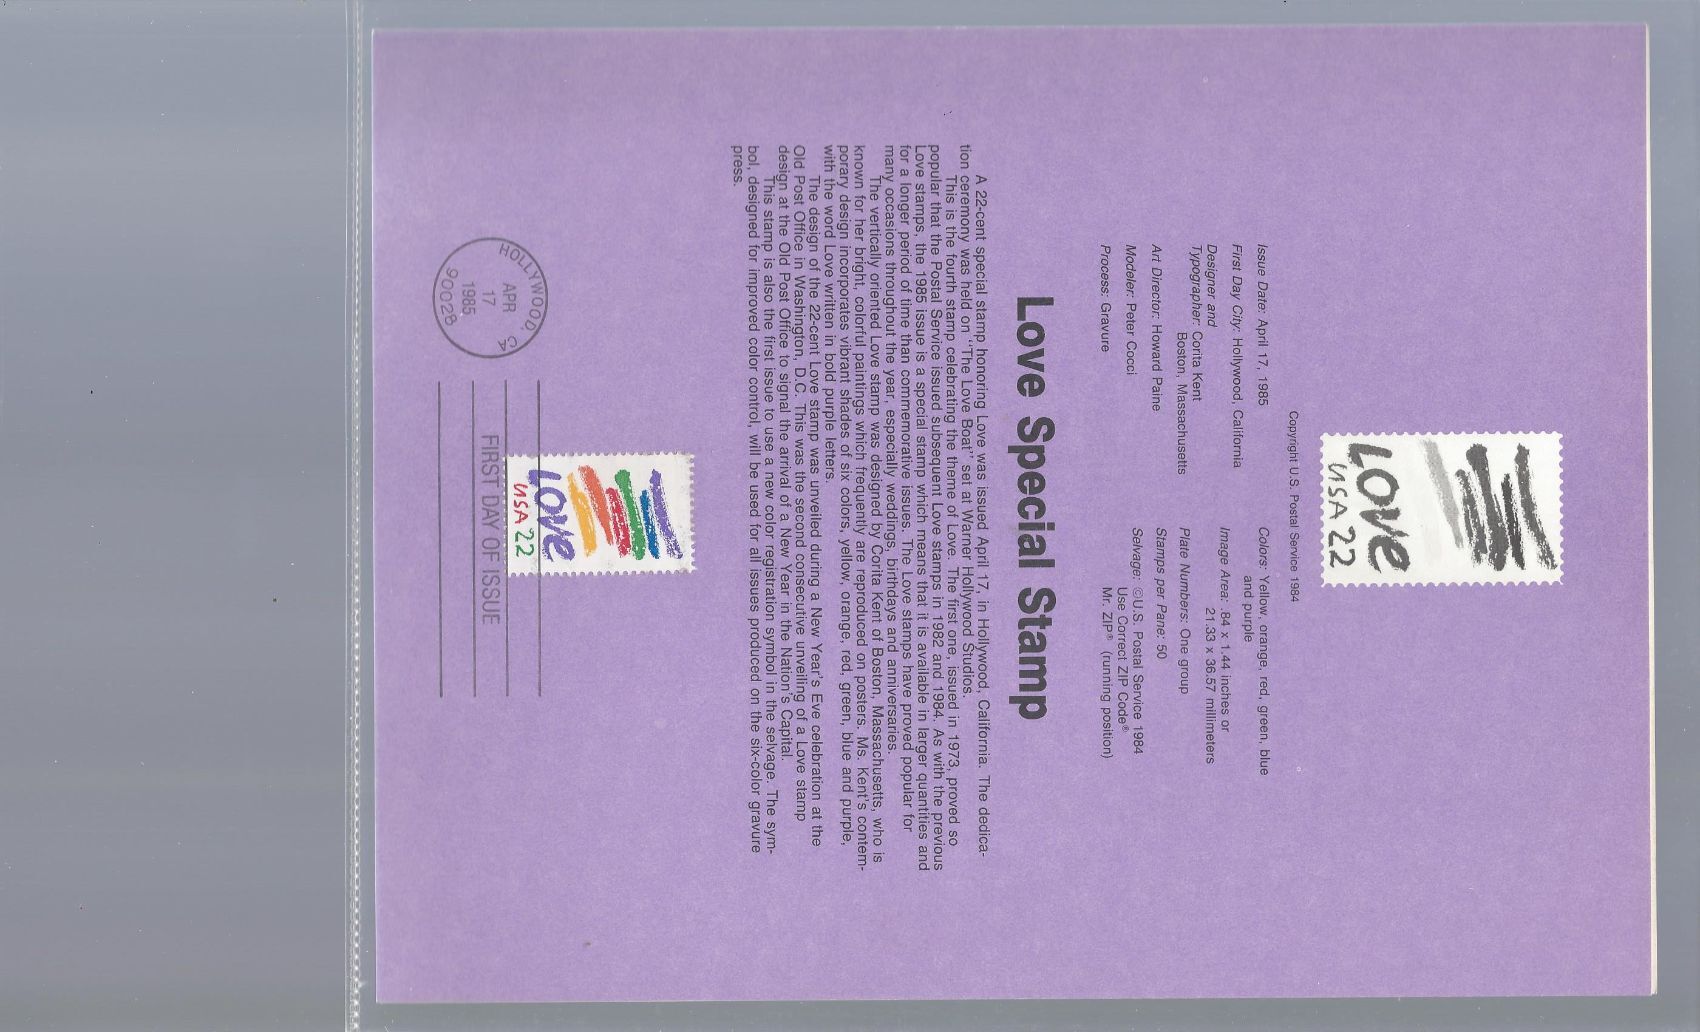 LOVE
USA 22
Copyright U.S. Postal Service 1984
Issue Date: April 17, 1985
First Day City: Hollywood, California
Designer and
Typographer: Corita Kent
Boston, Massachusetts
Art Director: Howard Paine
Modeler: Peter Cocci
Process: Gravure
Colors: Yellow, orange, red, green, blue
and purple
Image Area: .84 x 1.44 inches or
21.33 x 36.57 millimeters
Plate Numbers: One group
Stamps per Pane: 50
Selvage: ©U.S. Postal Service 1984
Use Correct ZIP Code®
Mr. ZIP® (running position)
Love Special Stamp
A 22-cent special stamp honoring Love was issued April 17, in Hollywood, California. The dedica-
tion ceremony was held on "The Love Boat" set at Warner Hollywood Studios.
This is the fourth stamp celebrating the theme of Love. The first one, issued in 1973, proved so
popular that the Postal Service issued subsequent Love stamps in 1982 and 1984. As with the previous
Love stamps, the 1985 issue is a special stamp which means that it is available in larger quantities and
for a longer period of time than commemorative issues. The Love stamps have proved popular for
many occasions throughout the year, especially weddings, birthdays and anniversaries.
The vertically oriented Love stamp was designed by Corita Kent of Boston, Massachusetts, who is
known for her bright, colorful paintings which frequently are reproduced on posters. Ms. Kent's contem-
porary design incorporates vibrant shades of six colors, yellow, orange, red, green, blue and purple,
with the word Love written in bold purple letters.
The design of the 22-cent Love stamp was unveiled during a New Year's Eve celebration at the
Old Post Office in Washington, D.C. This was the second consecutive unveiling of a Love stamp
design at the Old Post Office to signal the arrival of a New Year in the Nation's Capital.
This stamp is also the first issue to use a new color registration symbol in the selvage. The sym-
bol, designed for improved color control, will be used for all issues produced on the six-color gravure
press.
LOVE
USA 22
HOLLYWOOD, CA
APR
17
1985
90028
FIRST DAY OF ISSUE